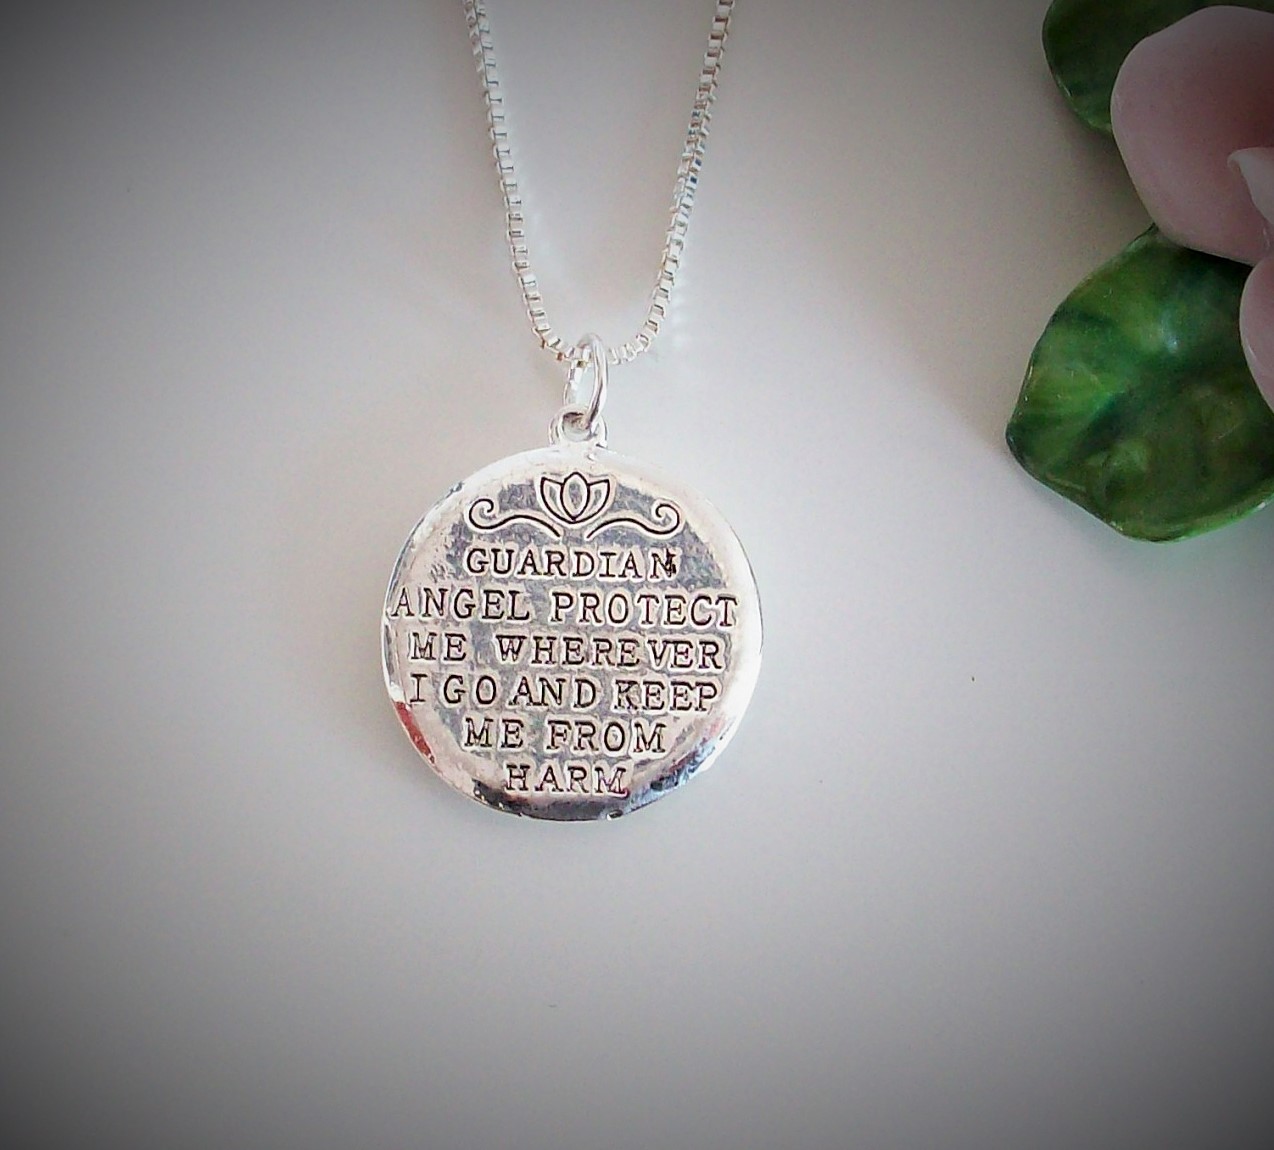 GUARDIAN
ANGEL PROTECT
ME WHEREVER
I GO AND KEEP
ME FROM
HARM